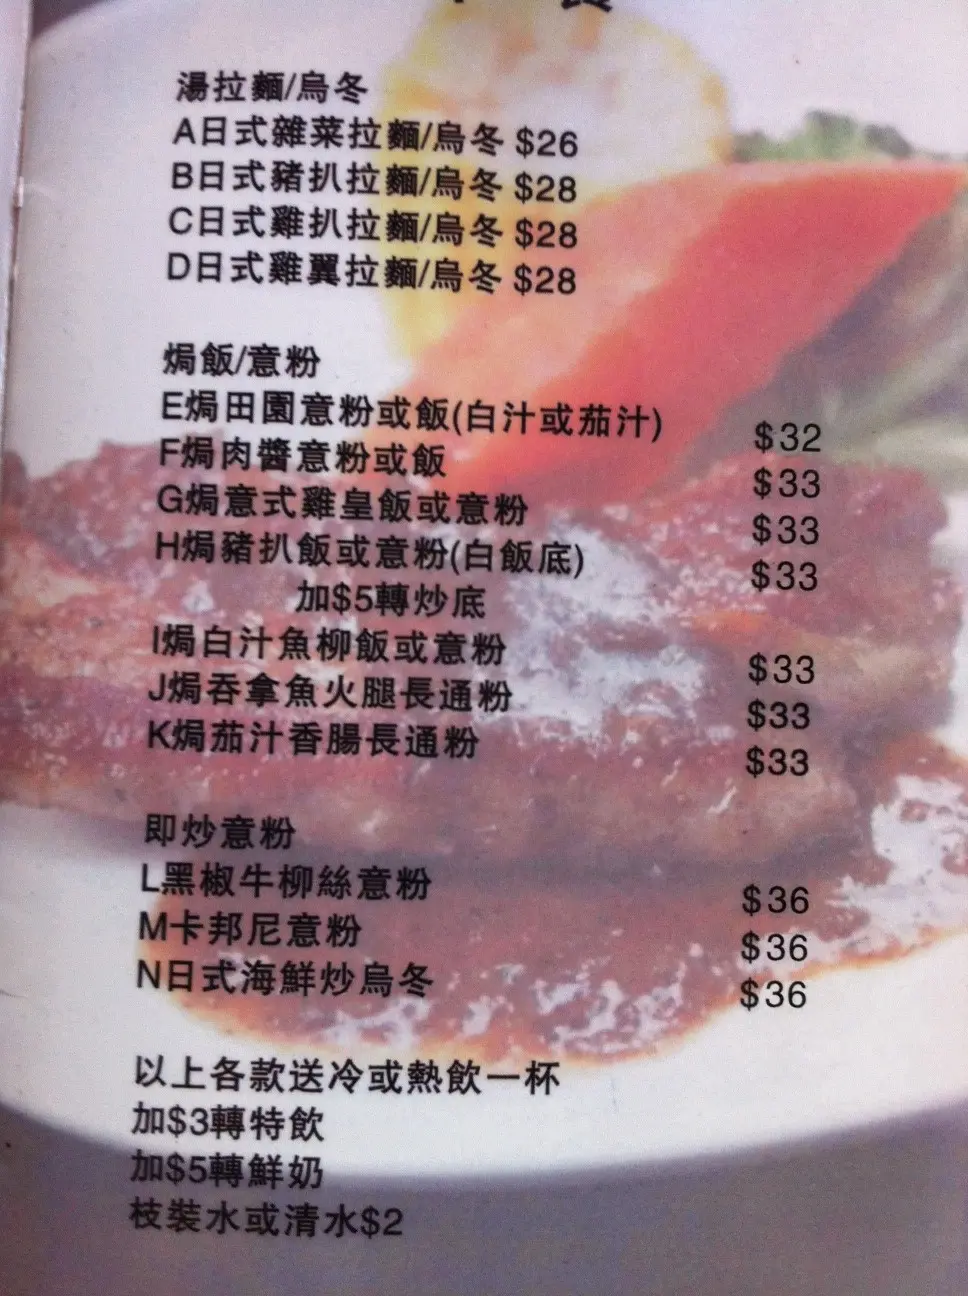 湯拉麵/烏冬
A日式雜菜拉麵/烏冬 $26
B日式豬扒拉麵/烏冬 $28
C日式雞扒拉麵/烏冬 $28
D日式雞翼拉麵/烏冬 $28
焗飯/意粉
E焗田園意粉或飯(白汁或茄汁) $32
F焗肉醬意粉或飯 $33
G焗意式雞皇飯或意粉 $33
H焗豬扒飯或意粉(白飯底) $33
加$5轉炒底
I焗白汁魚柳飯或意粉 $33
J焗吞拿魚火腿長通粉 $33
K焗茄汁香腸長通粉 $33
即炒意粉
L黑椒牛柳絲意粉 $36
M卡邦尼意粉 $36
N日式海鮮炒烏冬 $36
以上各款送冷或熱飲一杯
加$3轉特飲
加$5轉鮮奶
枝裝水或清水$2